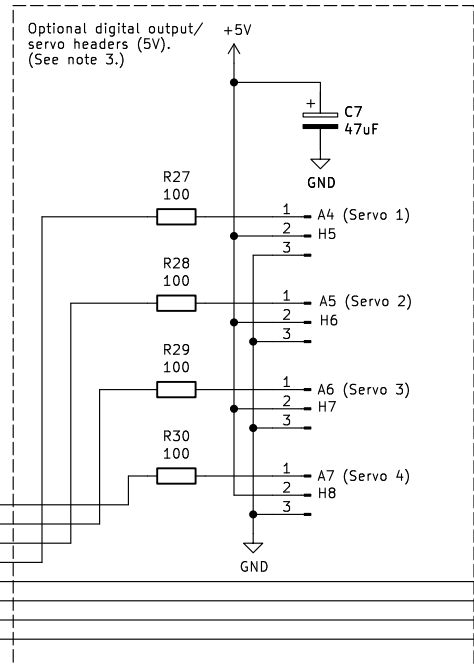 Optional digital output/
servo headers (5V).
(See note 3.)
+5V
+
C7
47uF
GND
R27
100
1
A4 (Servo 1)
2
H5
3
R28
100
1
A5 (Servo 2)
2
H6
3
R29
100
1
A6 (Servo 3)
2
H7
3
R30
100
1
A7 (Servo 4)
2
H8
3
GND